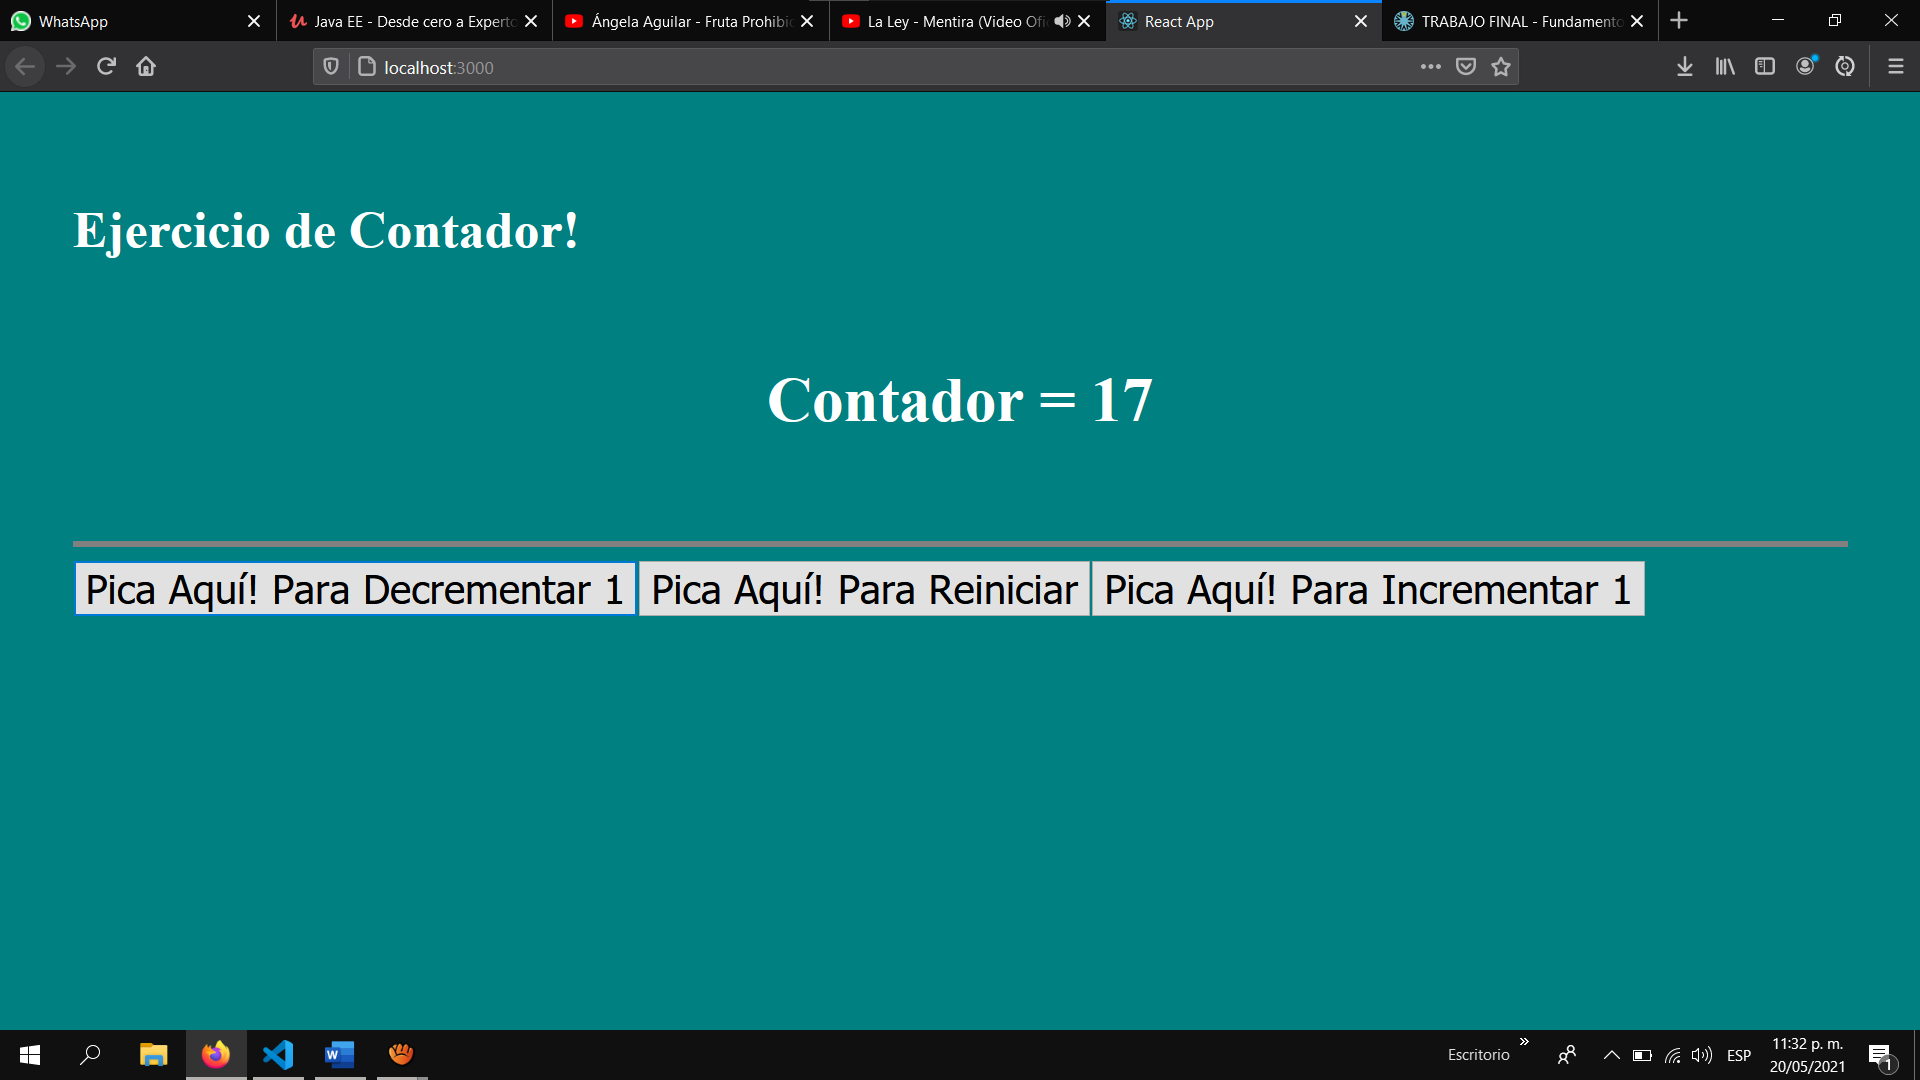 WhatsApp
Java EE - Desde cero a Experto
Ángela Aguilar - Fruta Prohibid
La Ley - Mentira (Video Ofic
React App
TRABAJO FINAL - Fundamento
localhost:3000
Ejercicio de Contador!
Contador = 17
Pica Aquí! Para Decrementar 1
Pica Aquí! Para Reiniciar
Pica Aquí! Para Incrementar 1
Escritorio
ESP
11:32 p. m.
20/05/2021
1